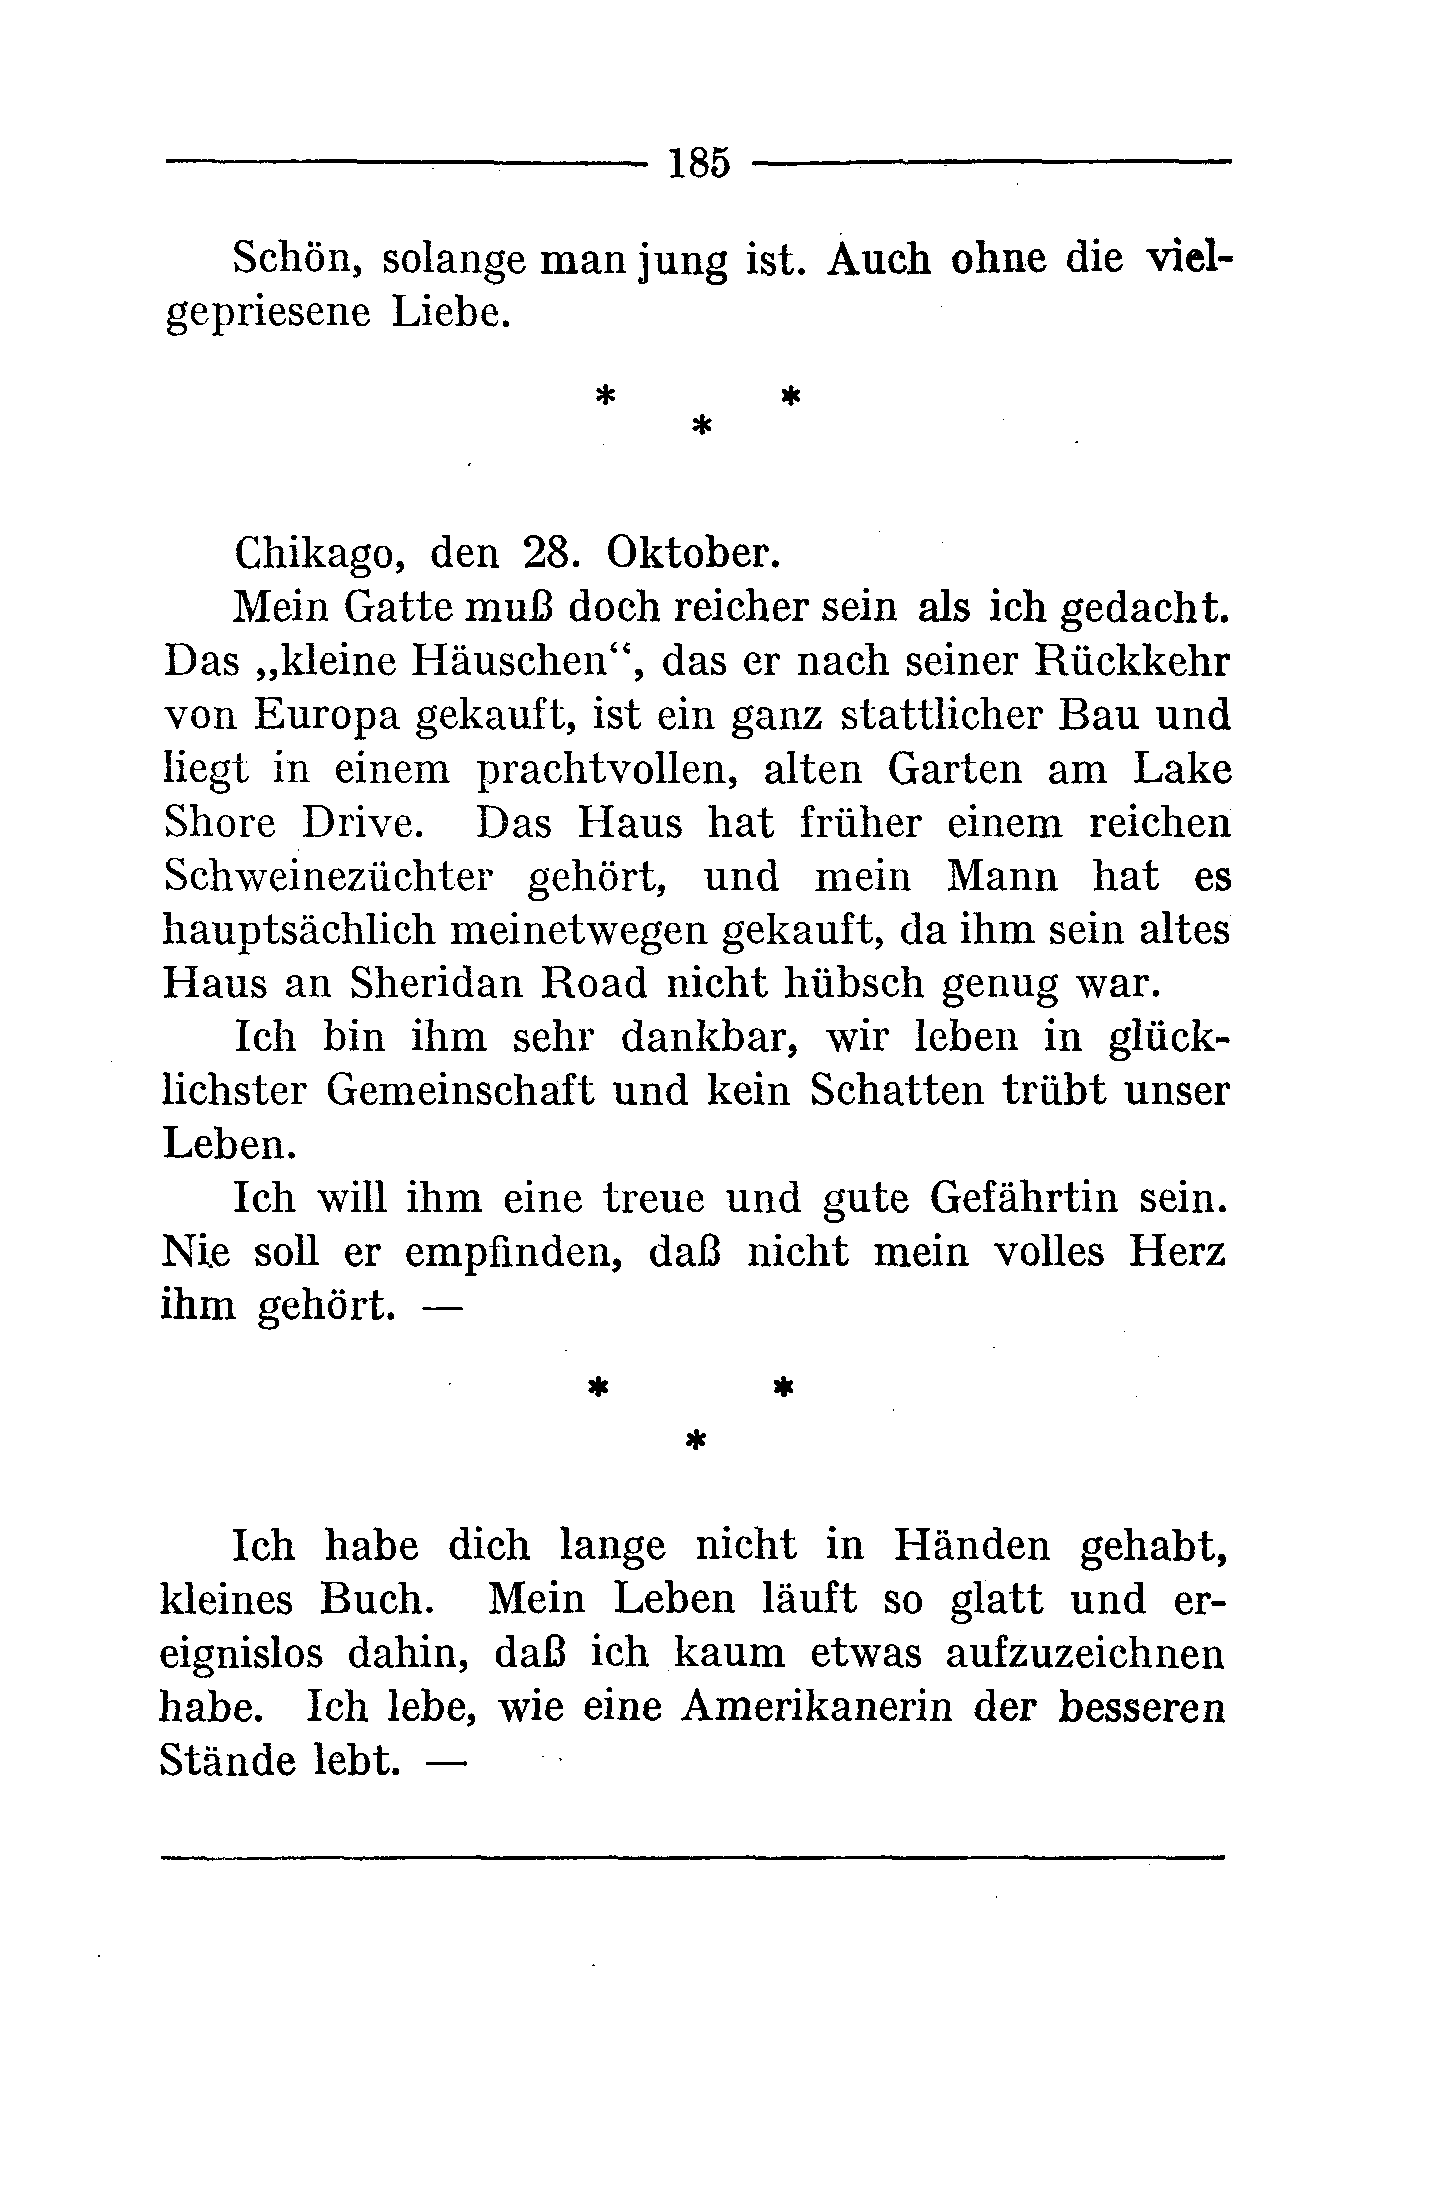 185
Schön, solange man jung ist. Auch ohne die viel-
gepriesene Liebe.
* *
*
Chikago, den 28. Oktober.
Mein Gatte muß doch reicher sein als ich gedacht.
Das „kleine Häuschen“, das er nach seiner Rückkehr
von Europa gekauft, ist ein ganz stattlicher Bau und
liegt in einem prachtvollen, alten Garten am Lake
Shore Drive. Das Haus hat früher einem reichen
Schweinezüchter gehört, und mein Mann hat es
hauptsächlich meinetwegen gekauft, da ihm sein altes
Haus an Sheridan Road nicht hübsch genug war.
Ich bin ihm sehr dankbar, wir leben in glück-
lichster Gemeinschaft und kein Schatten trübt unser
Leben.
Ich will ihm eine treue und gute Gefährtin sein.
Nie soll er empfinden, daß nicht mein volles Herz
ihm gehört. —
* *
*
Ich habe dich lange nicht in Händen gehabt,
kleines Buch. Mein Leben läuft so glatt und er-
eignislos dahin, daß ich kaum etwas aufzuzeichnen
habe. Ich lebe, wie eine Amerikanerin der besseren
Stände lebt. —